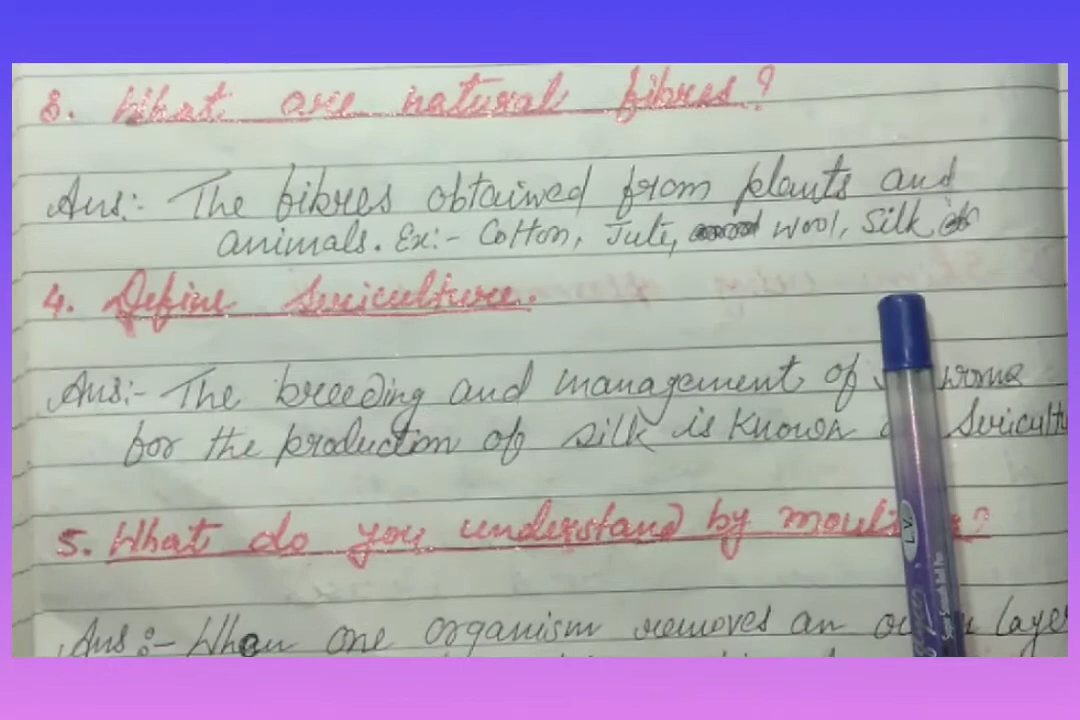 3. What are natural fibres?
Ans:- The fibres obtained from plants and
animals. Ex:- Cotton, Jute, wool, Silk
4. Define Sericulture.
Ans:- The breeding and management of
for the production of silk is known
5. What do you understand by
Ans:- When one organism removes an
L.V.